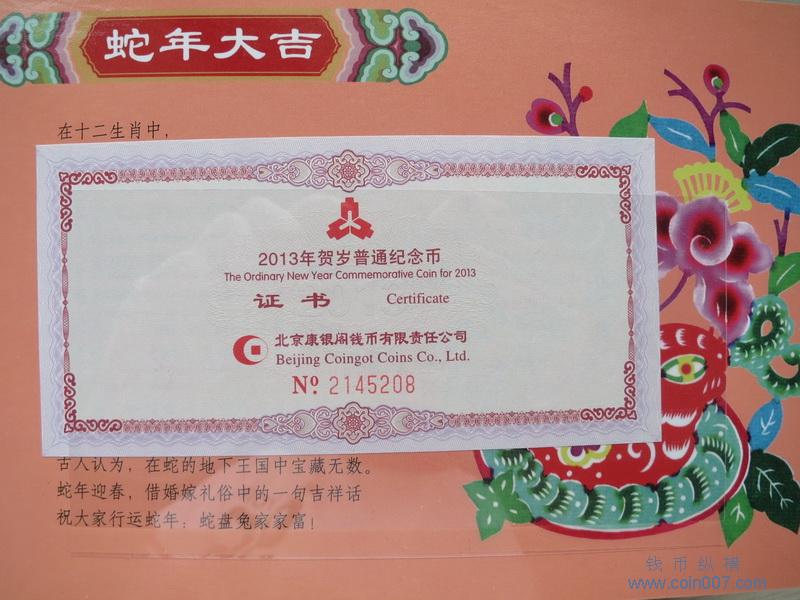 蛇年大吉
在十二生肖中，
2013年贺岁普通纪念币
The Ordinary New Year Commemorative Coin for 2013
证书 Certificate
北京康银阁钱币有限责任公司
Beijing Coingot Coins Co., Ltd.
Nº 2145208
古人认为，在蛇的地下王国中宝藏无数。
蛇年迎春，借婚嫁礼俗中的一句吉祥话
祝大家行运蛇年：蛇盘兔家家富！
钱币纵横
www.coin007.com